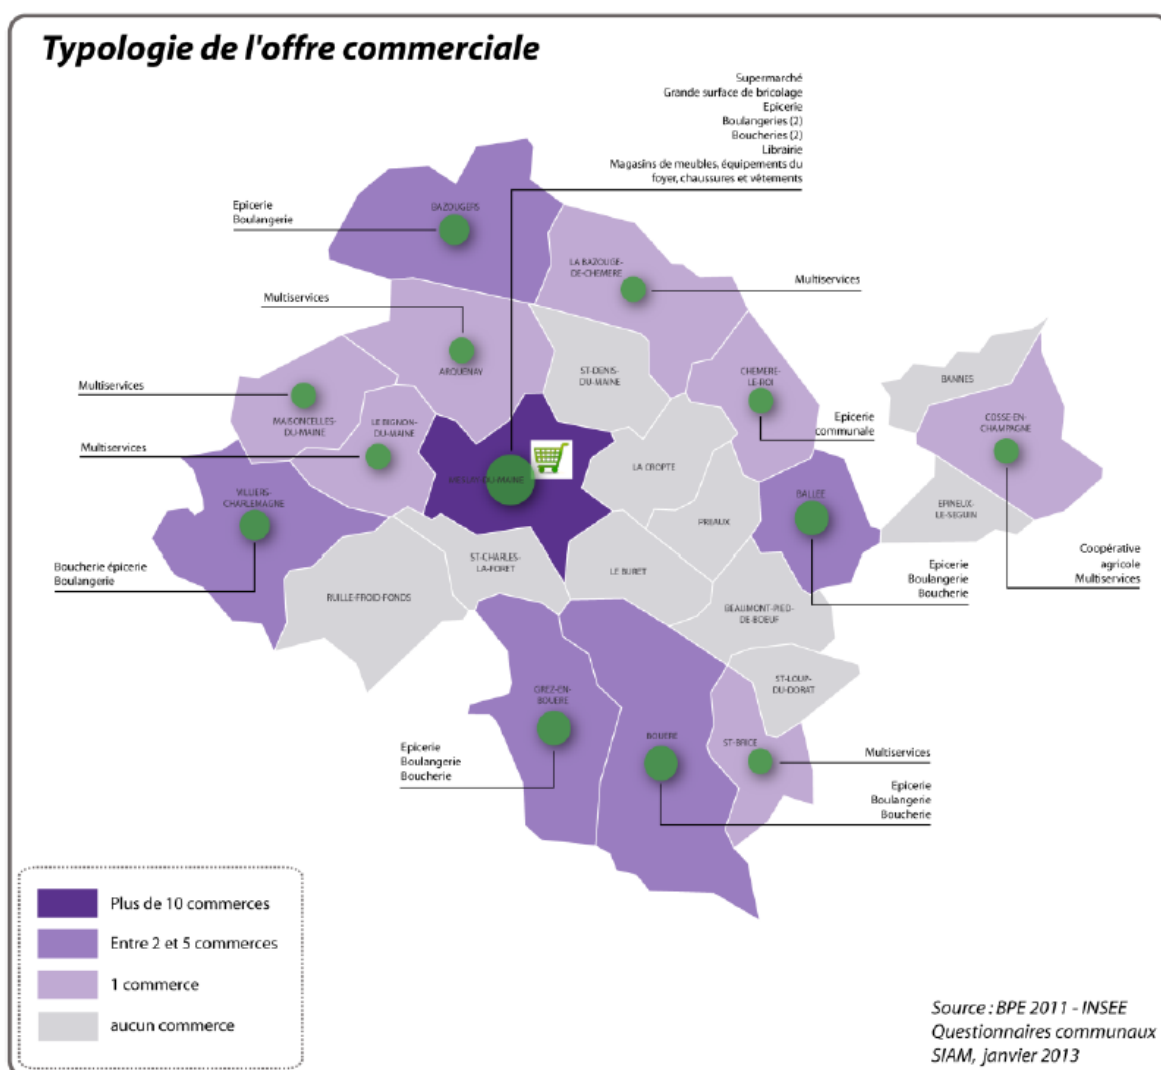 Typologie de l'offre commerciale
Supermarché
Grande surface de bricolage
Epicerie
Boulangeries (2)
Boucheries (2)
Librairie
Magasins de meubles, équipements du
foyer, chaussures et vêtements
Epicerie
Boulangerie
BAZOUGERS
LA BAZOUGE-
DE-CHEMERE
Multiservices
Multiservices
ARQUENAY
ST-DENIS-
DU-MAINE
CHEMERE-
LE-ROI
BANNES
Multiservices
MAISONCELLES-
DU-MAINE
LE BIGNON-
DU-MAINE
Epicerie
communale
COSSE-EN-
CHAMPAGNE
Multiservices
MESLAY-DU-MAINE
LA CROPTE
VILLIERS-
CHARLEMAGNE
BALLEE
EPINEUX-
LE-SEGUIN
PREAUX
Boucherie épicerie
Boulangerie
ST-CHARLES-
LA-FORET
LE BURET
Epicerie
Boulangerie
Boucherie
Coopérative
agricole
Multiservices
RUILLE-FROID-FONDS
BEAUMONT-PIED-
DE-BOEUF
ST-LOUP-
DU-DORAT
GREZ-EN-
BOUERE
BOUERE
ST-BRICE
Multiservices
Epicerie
Boulangerie
Boucherie
Epicerie
Boulangerie
Boucherie
Plus de 10 commerces
Entre 2 et 5 commerces
1 commerce
aucun commerce
Source : BPE 2011 - INSEE
Questionnaires communaux
SIAM, janvier 2013